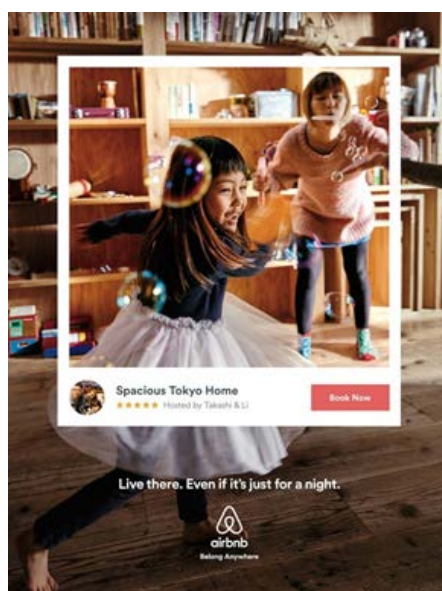 Spacious Tokyo Home
★★★★★ Hosted by Takashi & Li
Book Now
Live there. Even if it's just for a night.
airbnb
Belong Anywhere